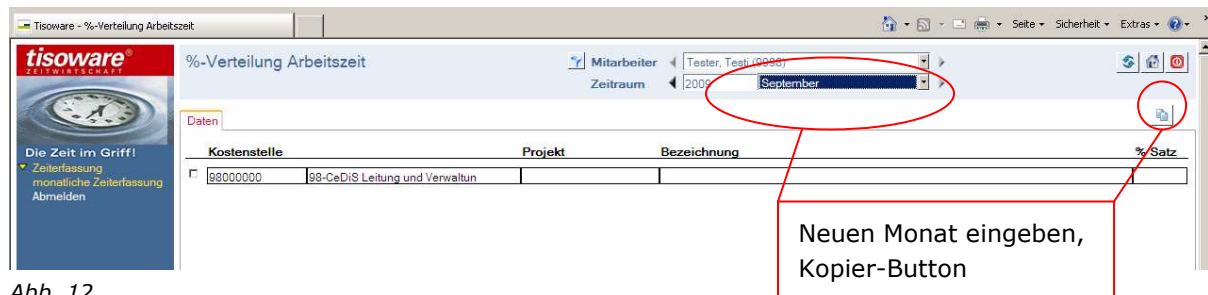 Tisoware - %-Verteilung Arbeitszeit
Seite Sicherheit Extras
tisoware®
ZEITWIRTSCHAFT
%-Verteilung Arbeitszeit
Mitarbeiter Tester, Testi (9998)
Zeitraum 2009 September
Daten
Die Zeit im Griff!
Zeiterfassung
monatliche Zeiterfassung
Abmelden
Kostenstelle Projekt Bezeichnung % Satz
98000000 98-CeDiS Leitung und Verwaltun
Neuen Monat eingeben,
Kopier-Button
Abb. 12